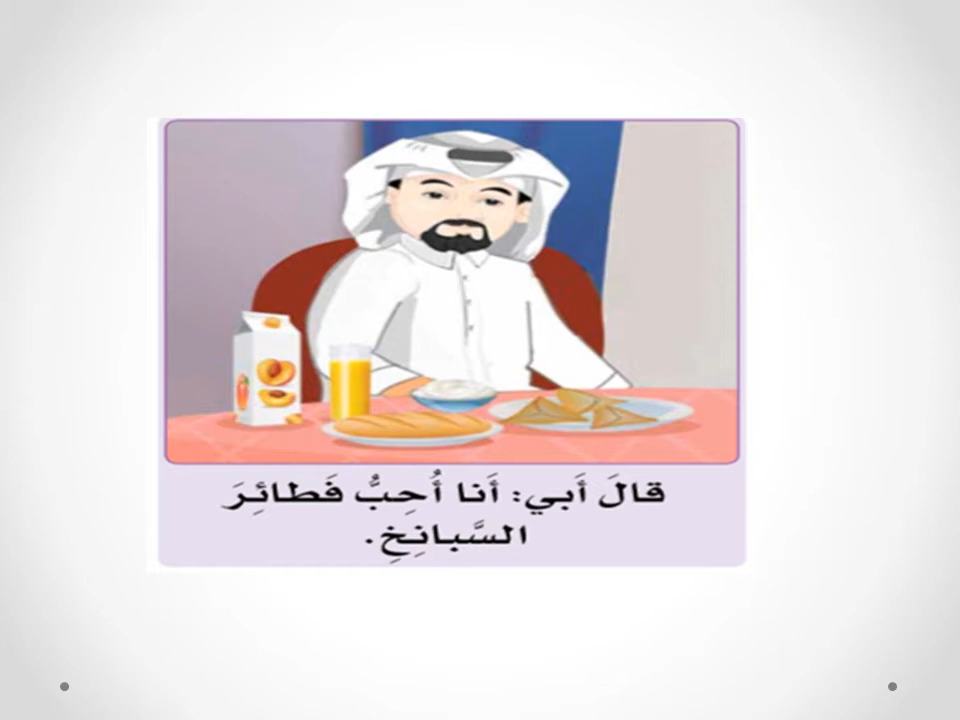 قالَ أَبي: أَنا أُحِبُّ فَطائِرَ
السَّبانِخِ.